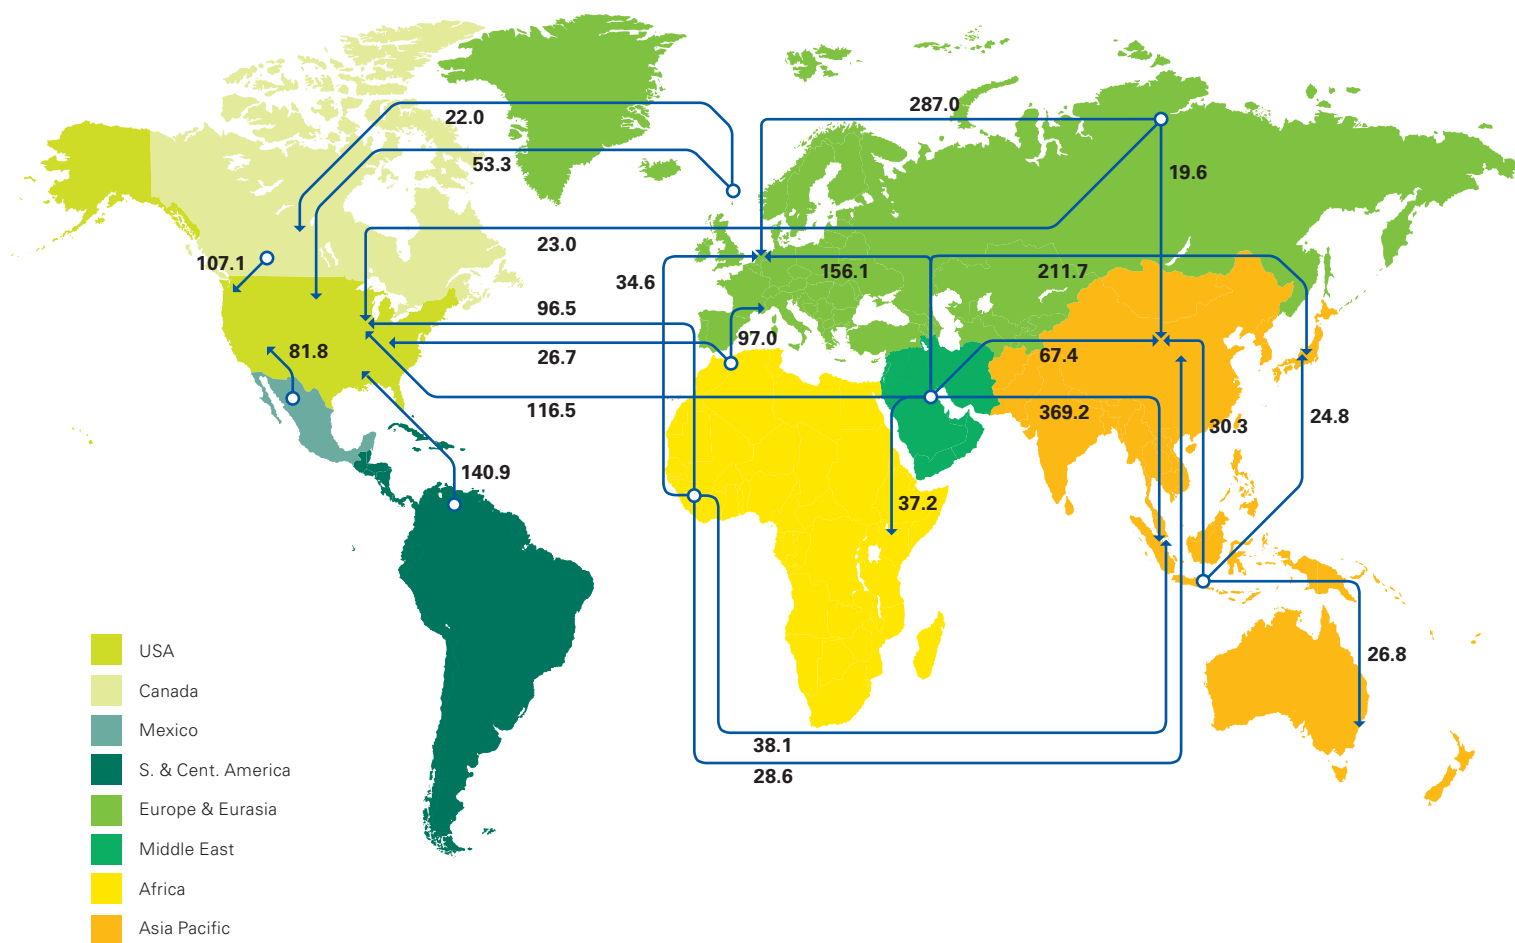 287.0
22.0
53.3
19.6
23.0
107.1
156.1
211.7
34.6
96.5
97.0
81.8
26.7
67.4
116.5
369.2
24.8
30.3
140.9
37.2
USA
26.8
Canada
Mexico
38.1
S. & Cent. America
28.6
Europe & Eurasia
Middle East
Africa
Asia Pacific